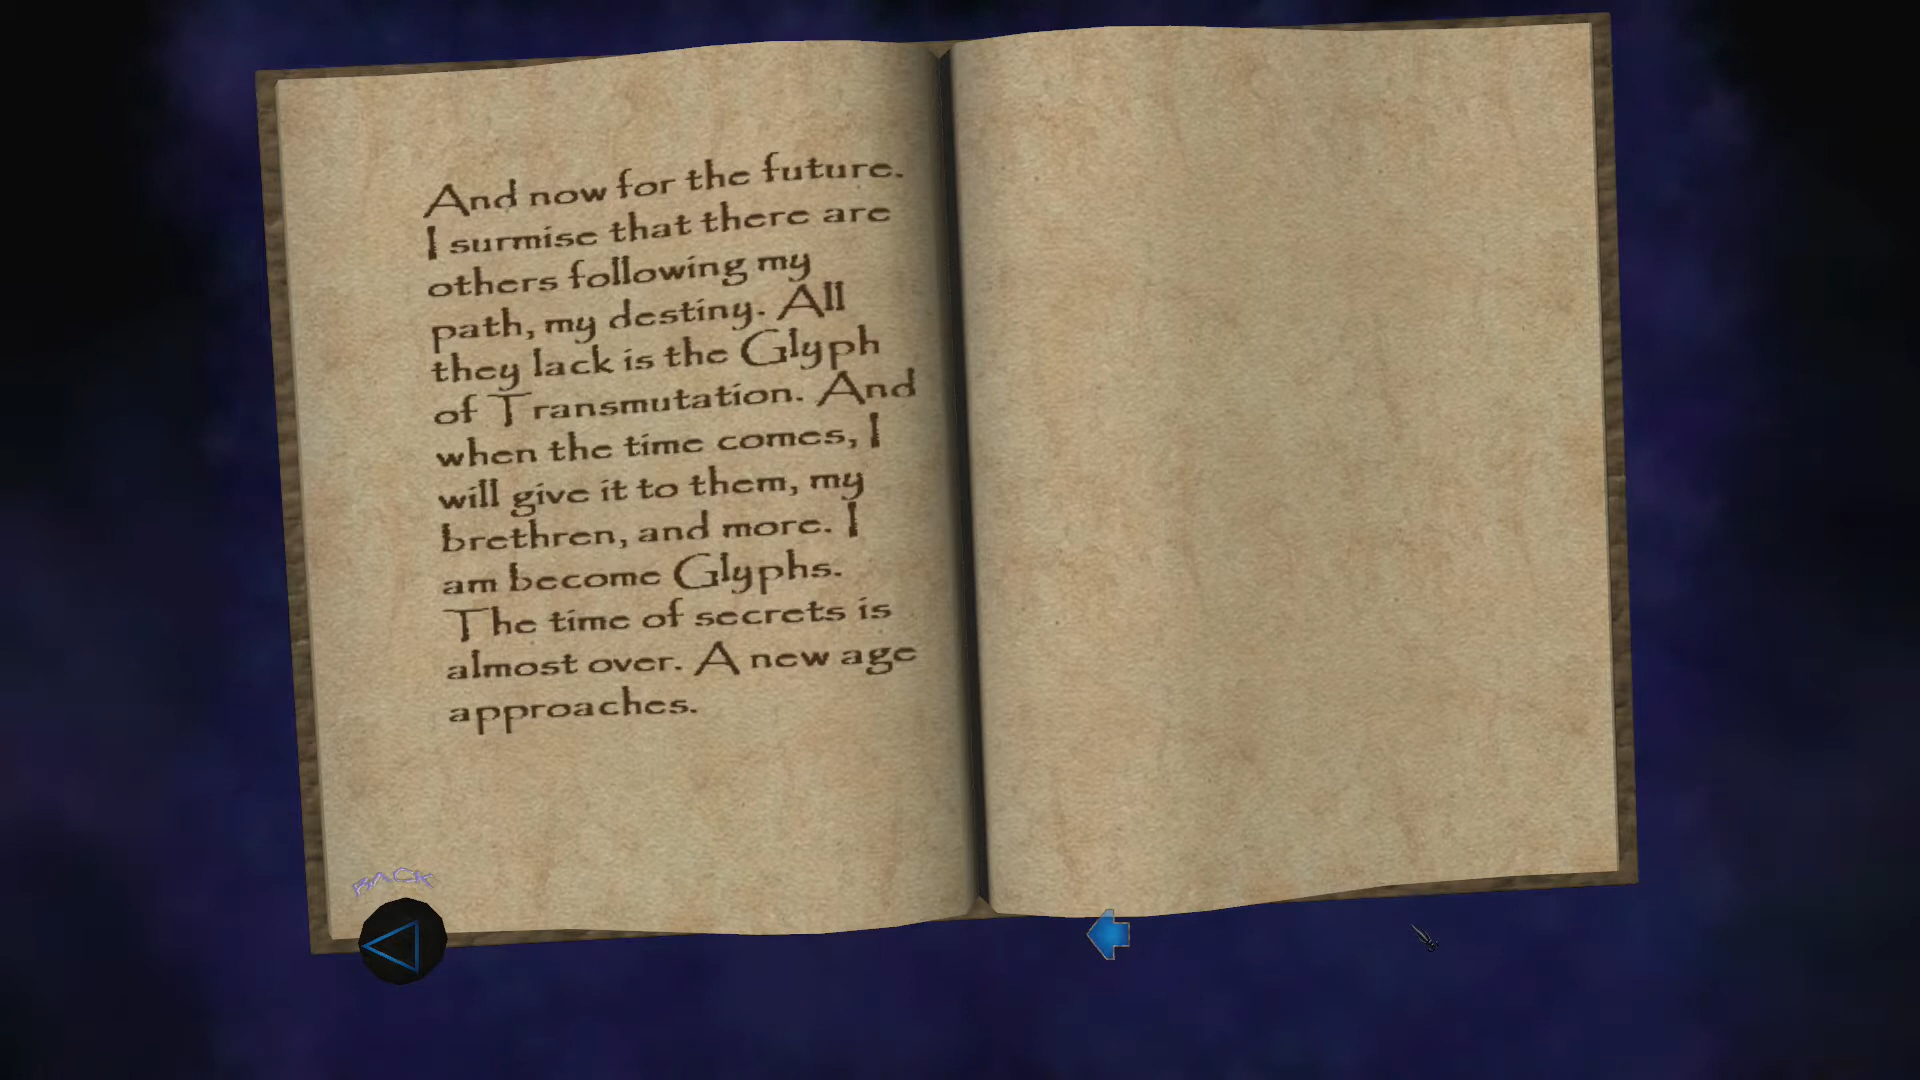 And now for the future.
I surmise that there are
others following my
path, my destiny. All
they lack is the Glyph
of Transmutation. And
when the time comes, I
will give it to them, my
brethren, and more. I
am become Glyphs.
The time of secrets is
almost over. A new age
approaches.
BACK